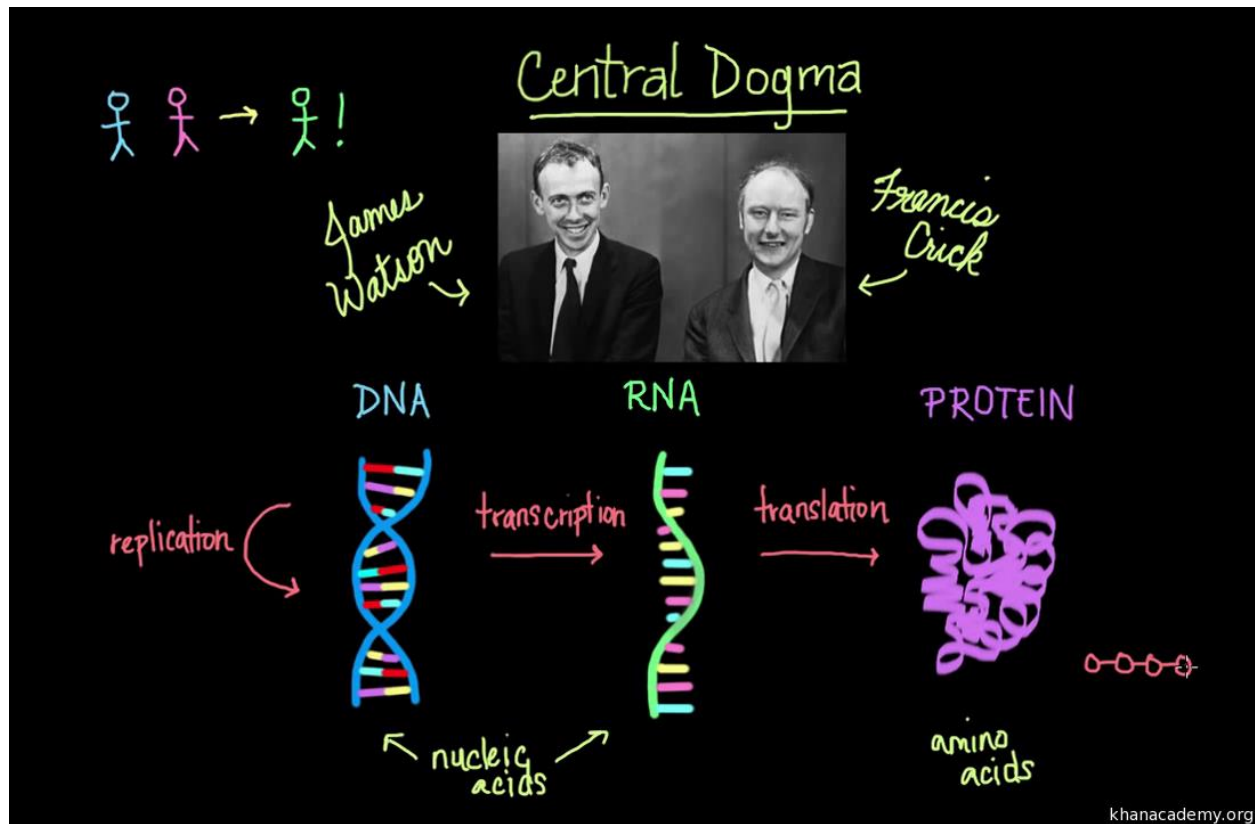 Central Dogma
James
Watson
Francis
Crick
DNA
RNA
PROTEIN
replication
transcription
translation
nucleic
acids
amino
acids
khanacademy.org